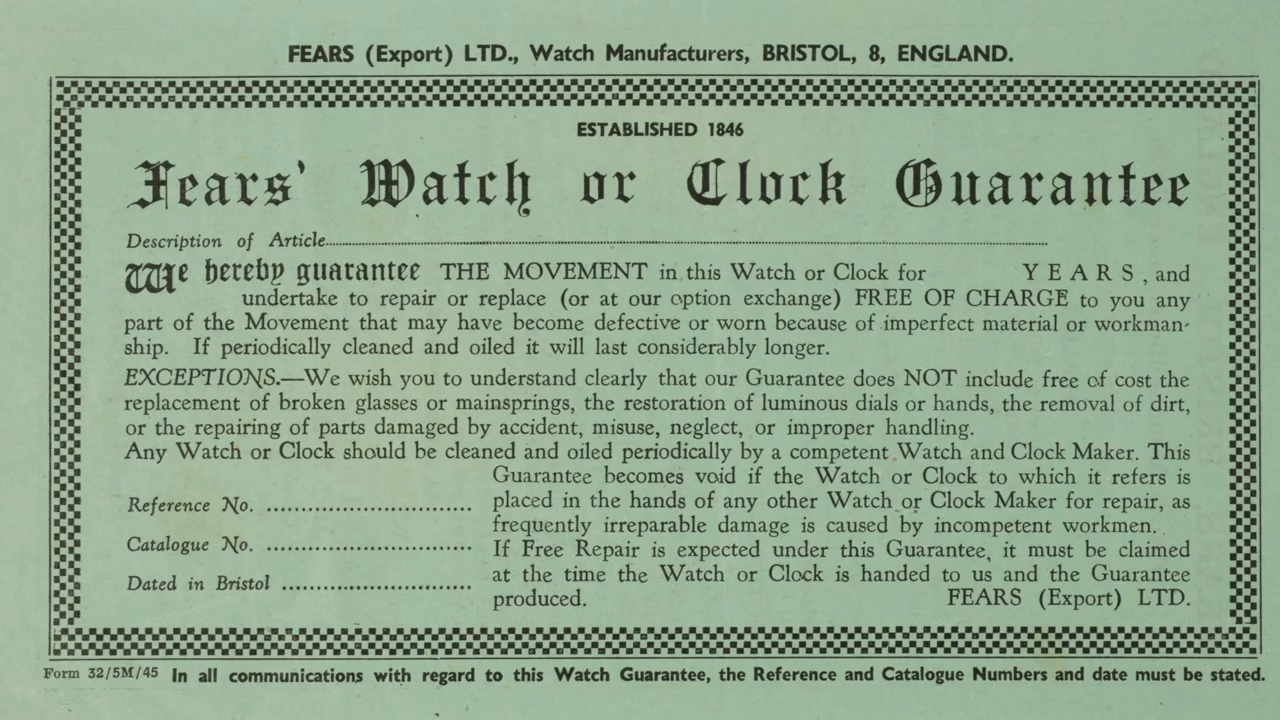 FEARS (Export) LTD., Watch Manufacturers, BRISTOL, 8, ENGLAND.
ESTABLISHED 1846
Fears' Watch or Clock Guarantee
Description of Article
We hereby guarantee THE MOVEMENT in this Watch or Clock for YEARS, and
undertake to repair or replace (or at our option exchange) FREE OF CHARGE to you any
part of the Movement that may have become defective or worn because of imperfect material or workman-
ship. If periodically cleaned and oiled it will last considerably longer.
EXCEPTIONS.—We wish you to understand clearly that our Guarantee does NOT include free of cost the
replacement of broken glasses or mainsprings, the restoration of luminous dials or hands, the removal of dirt,
or the repairing of parts damaged by accident, misuse, neglect, or improper handling.
Any Watch or Clock should be cleaned and oiled periodically by a competent Watch and Clock Maker. This
Guarantee becomes void if the Watch or Clock to which it refers is
placed in the hands of any other Watch or Clock Maker for repair, as
frequently irreparable damage is caused by incompetent workmen.
If Free Repair is expected under this Guarantee, it must be claimed
at the time the Watch or Clock is handed to us and the Guarantee
produced. FEARS (Export) LTD.
Reference No. ..............................
Catalogue No. ..............................
Dated in Bristol ............................
Form 32/5M/45 In all communications with regard to this Watch Guarantee, the Reference and Catalogue Numbers and date must be stated.